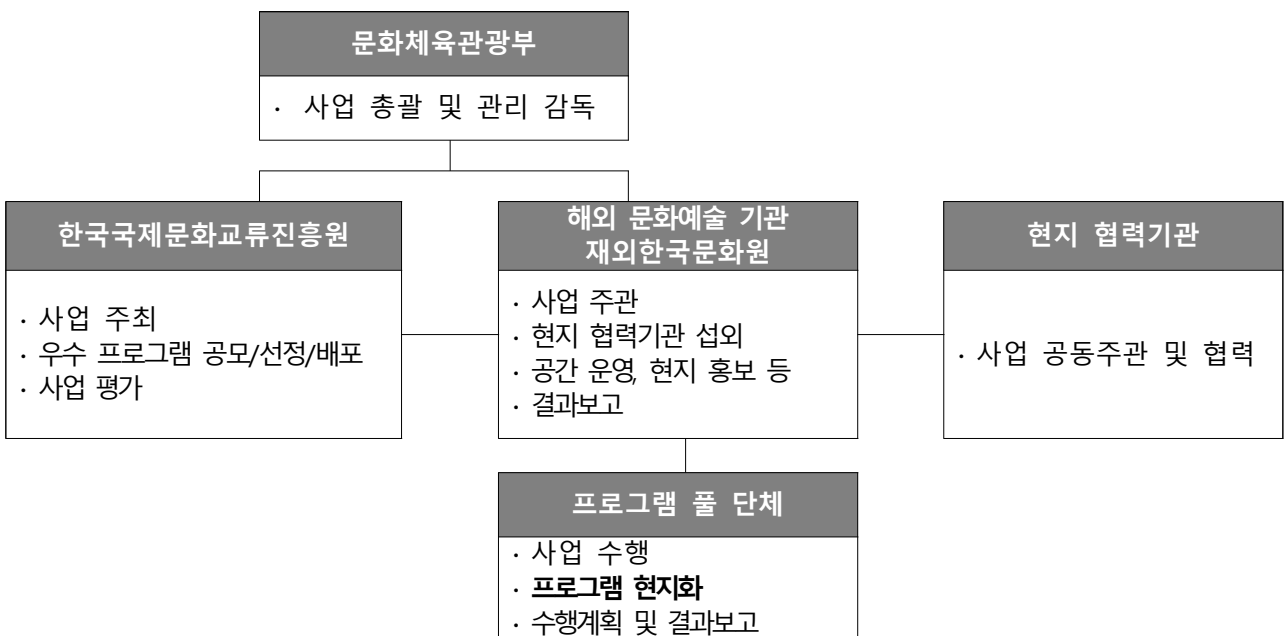 문화체육관광부
· 사업 총괄 및 관리 감독
한국국제문화교류진흥원
· 사업 주최
· 우수 프로그램 공모/선정/배포
· 사업 평가
해외 문화예술 기관
재외한국문화원
· 사업 주관
· 현지 협력기관 섭외
· 공간 운영, 현지 홍보 등
· 결과보고
현지 협력기관
· 사업 공동주관 및 협력
프로그램 풀 단체
· 사업 수행
· 프로그램 현지화
· 수행계획 및 결과보고